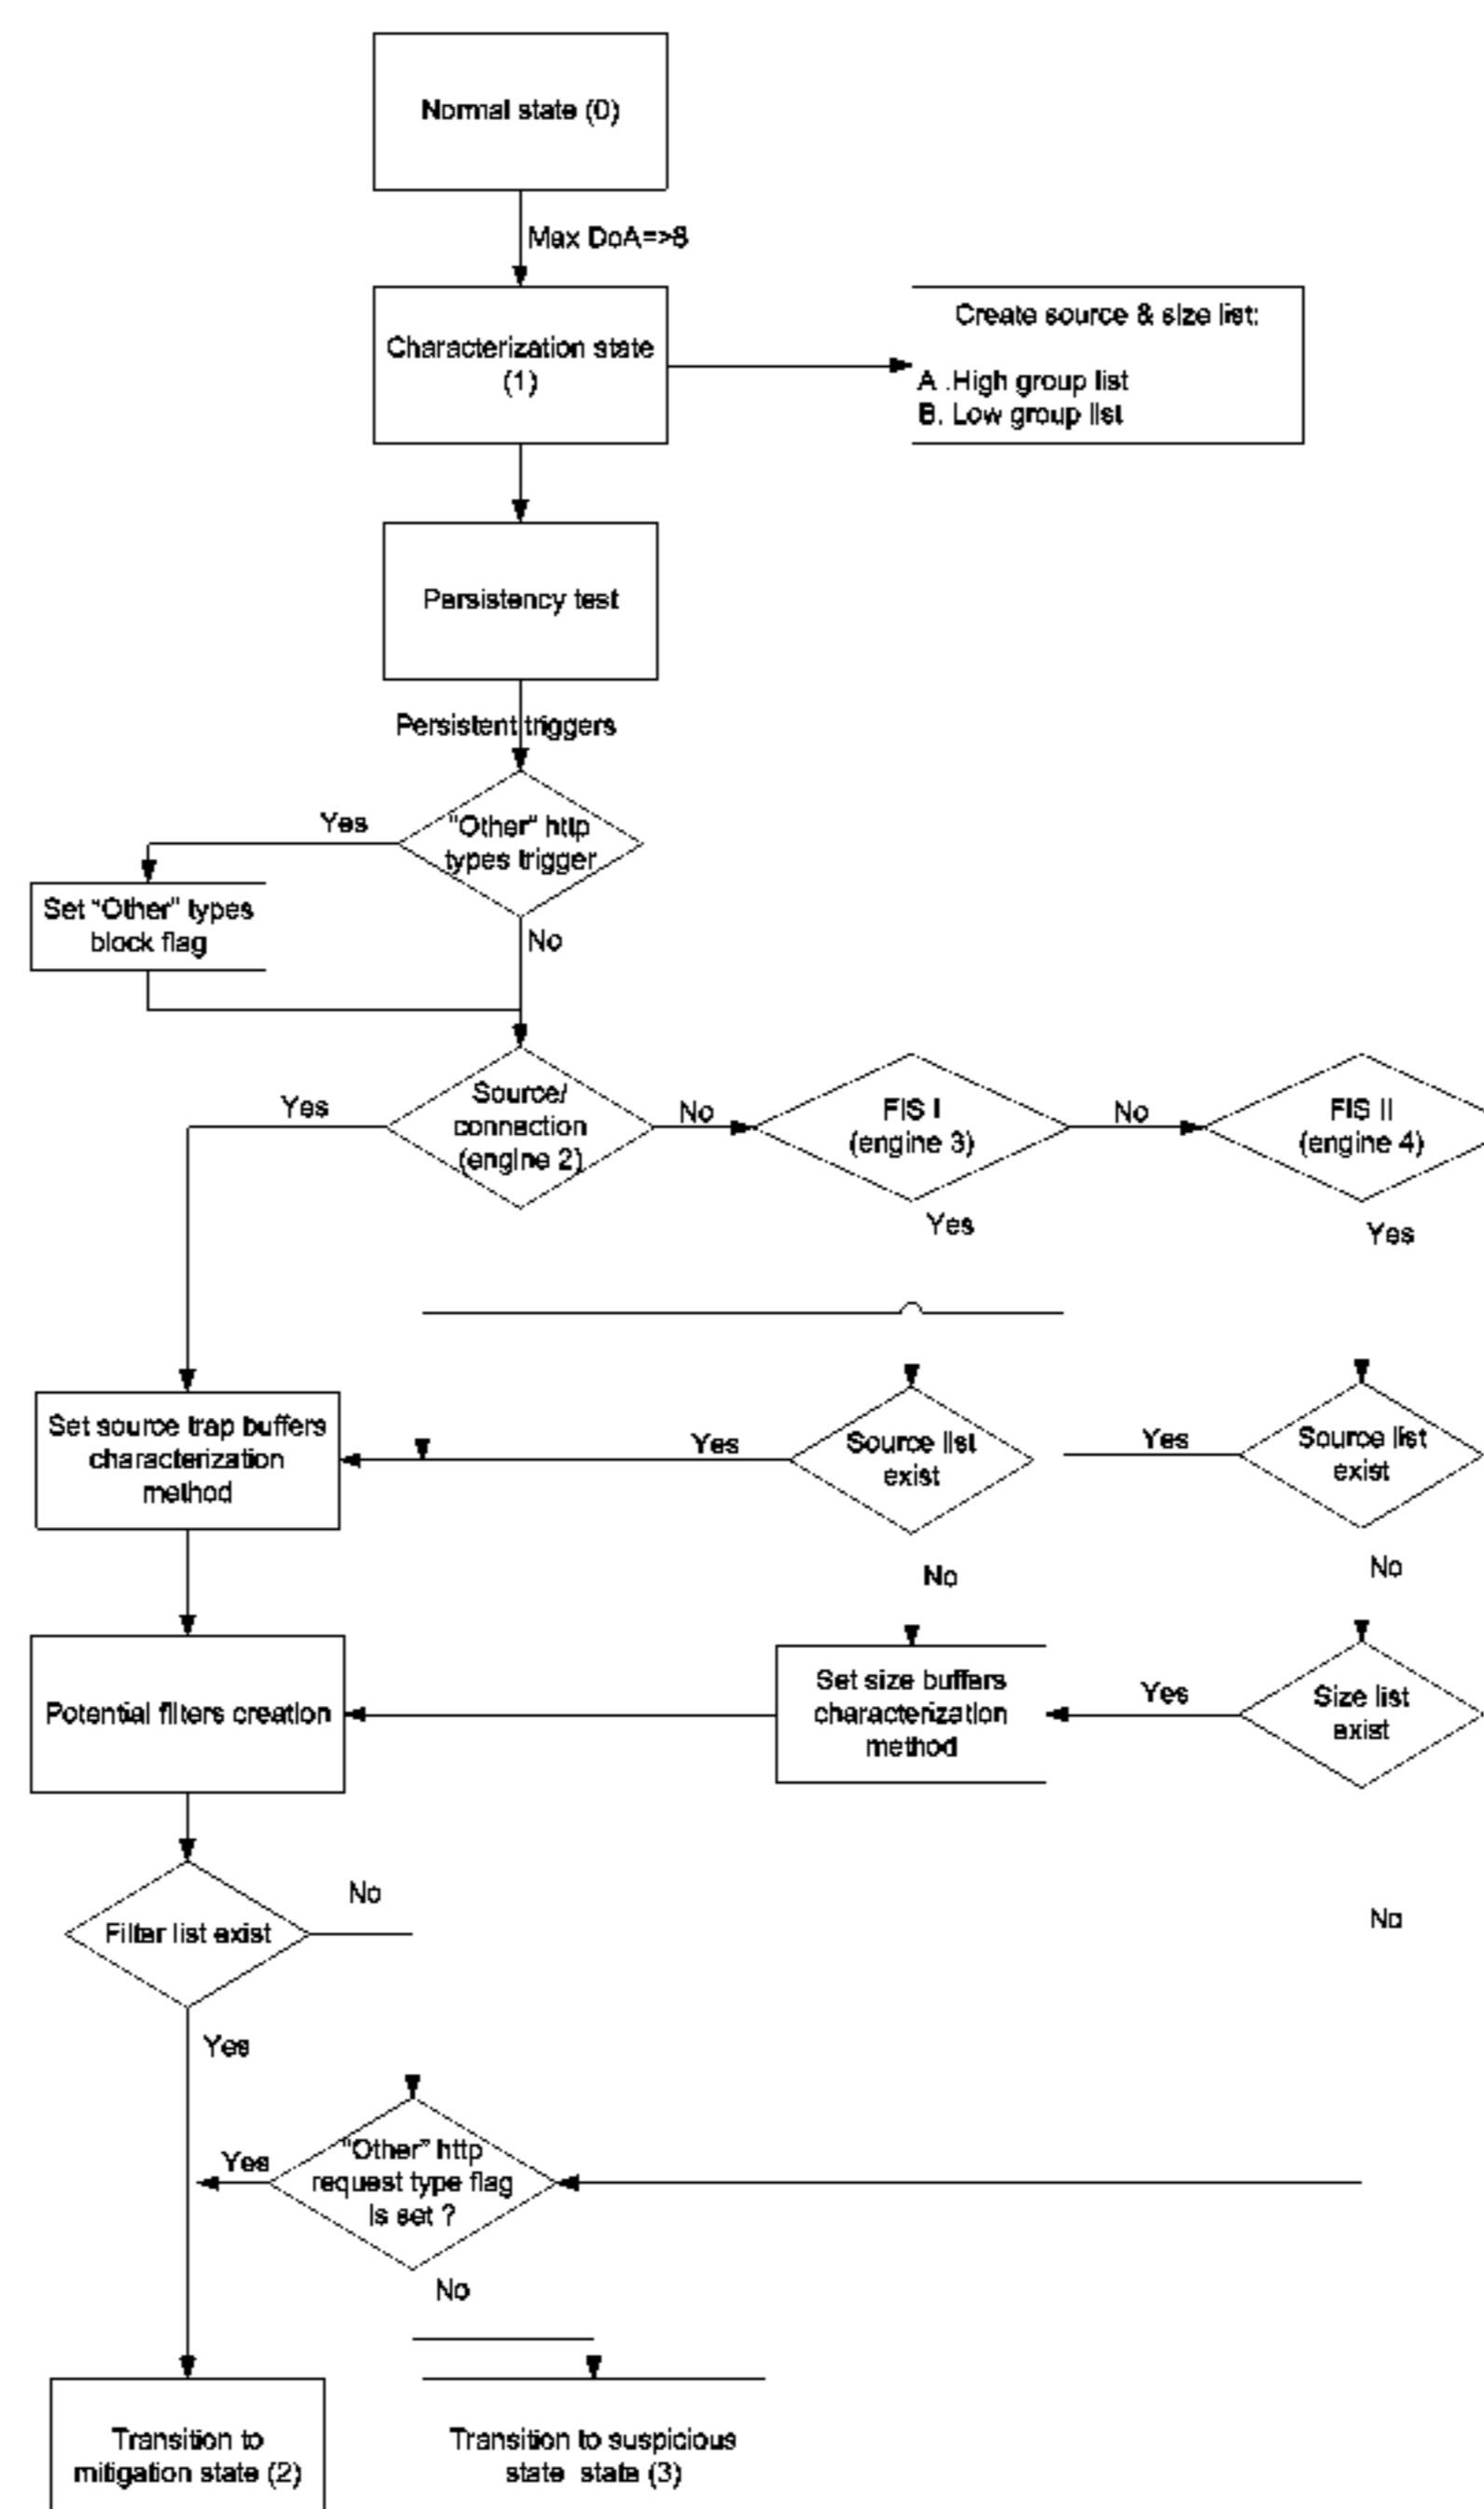 Normal state (0)
Max DoA=>8
Characterization state
(1)
Create source & size list:
A .High group list
B. Low group list
Persistency test
Persistent triggers
Yes
"Other" http
types trigger
Set "Other" types
block flag
No
Yes
Source/
connection
(engine 2)
No
FIS I
(engine 3)
No
FIS II
(engine 4)
Yes
Yes
Set source trap buffers
characterization
method
Yes
Source list
exist
Yes
Source list
exist
No
No
Potential filters creation
Set size buffers
characterization
method
Yes
Size list
exist
No
Filter list exist
No
Yes
Yes
"Other" http
request type flag
is set ?
No
Transition to
mitigation state (2)
Transition to suspicious
state state (3)